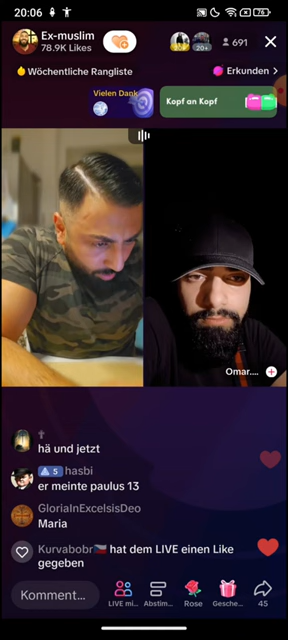 20:06
76
Ex-muslim
78.9K Likes
20+
691
Wöchentliche Rangliste
Erkunden
Vielen Dank
Kopf an Kopf
Omar....
hä und jetzt
5 hasbi
er meinte paulus 13
GloriaInExcelsisDeo
Maria
Kurvabobr hat dem LIVE einen Like
gegeben
Komment...
LIVE mi...
Abstim...
Rose
Gesche...
45